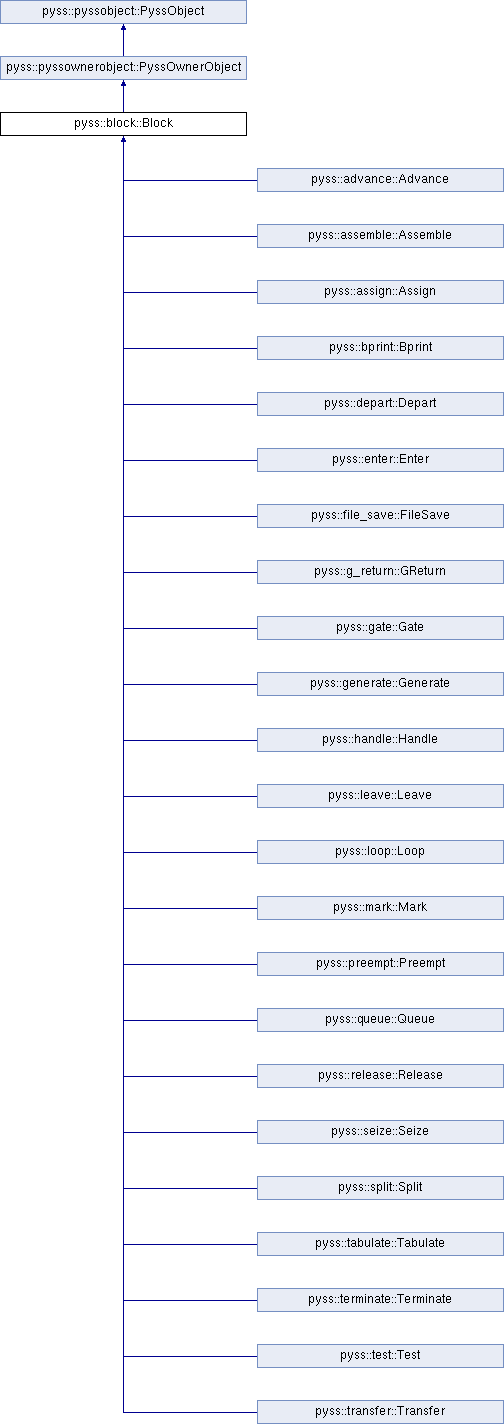 pyss::pyssobject::PyssObject
pyss::pyssownerobject::PyssOwnerObject
pyss::block::Block
pyss::advance::Advance
pyss::assemble::Assemble
pyss::assign::Assign
pyss::bprint::Bprint
pyss::depart::Depart
pyss::enter::Enter
pyss::file_save::FileSave
pyss::g_return::GReturn
pyss::gate::Gate
pyss::generate::Generate
pyss::handle::Handle
pyss::leave::Leave
pyss::loop::Loop
pyss::mark::Mark
pyss::preempt::Preempt
pyss::queue::Queue
pyss::release::Release
pyss::seize::Seize
pyss::split::Split
pyss::tabulate::Tabulate
pyss::terminate::Terminate
pyss::test::Test
pyss::transfer::Transfer